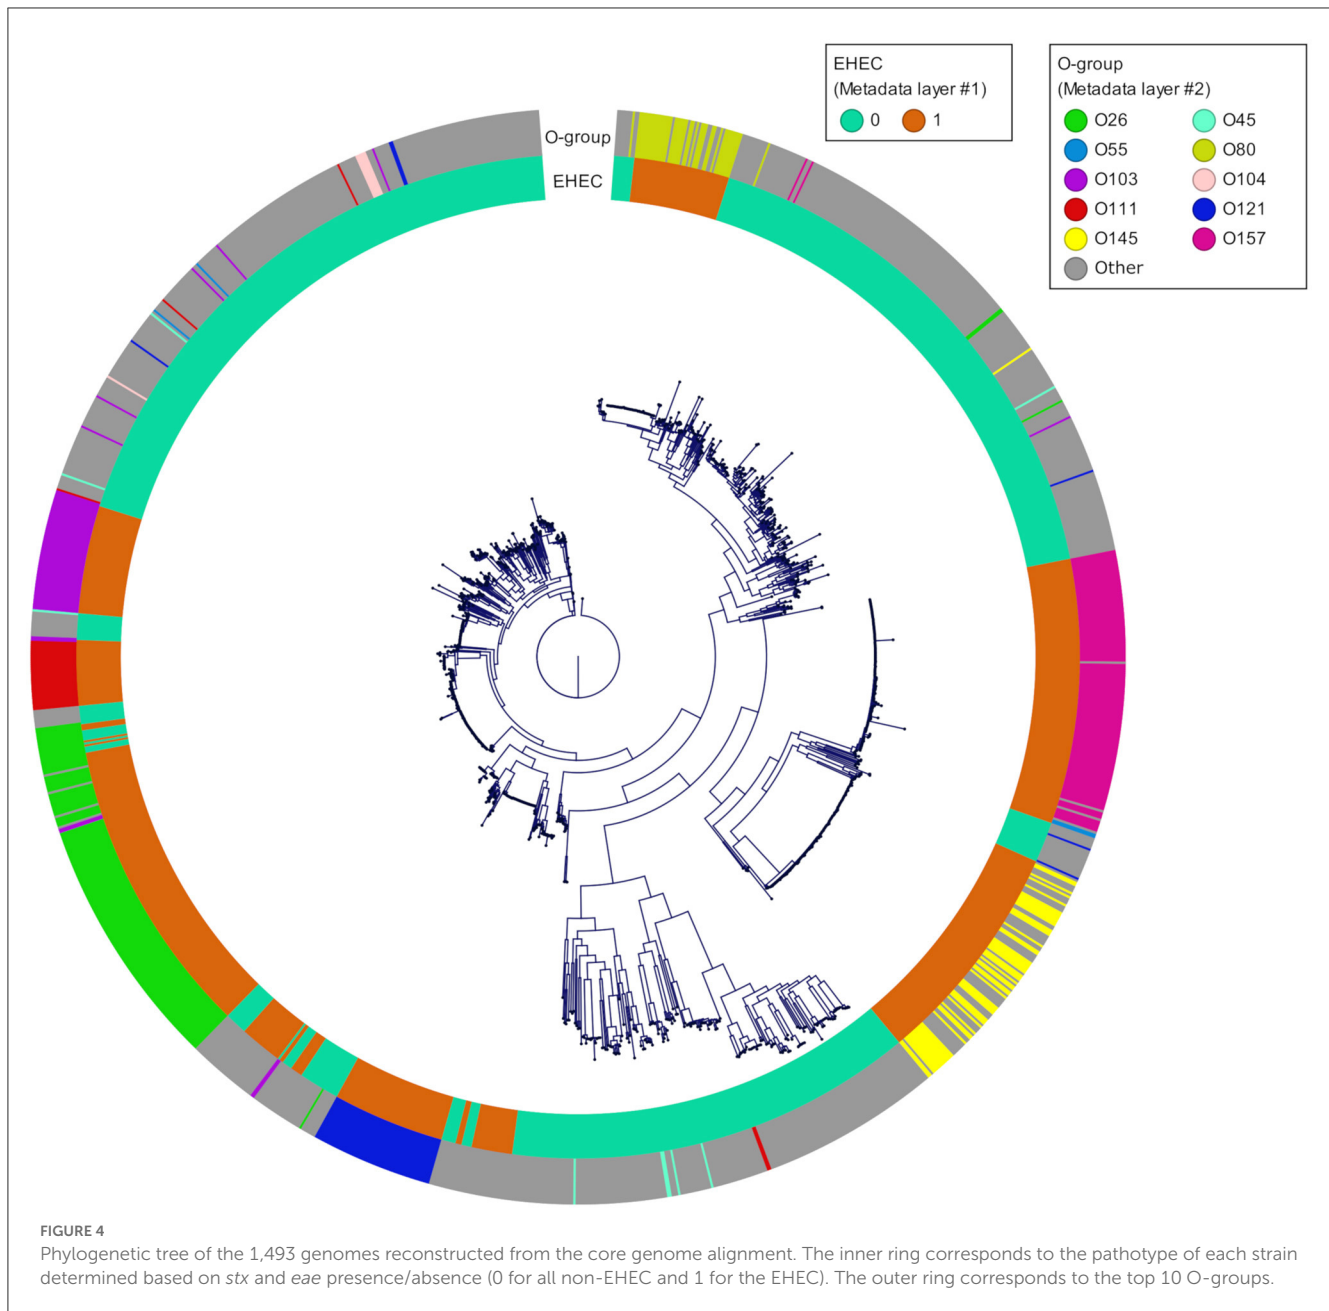 EHEC
(Metadata layer #1)
0 1
O-group
(Metadata layer #2)
O26 O45
O55 O80
O103 O104
O111 O121
O145 O157
Other
O-group
EHEC
FIGURE 4
Phylogenetic tree of the 1,493 genomes reconstructed from the core genome alignment. The inner ring corresponds to the pathotype of each strain
determined based on stx and eae presence/absence (0 for all non-EHEC and 1 for the EHEC). The outer ring corresponds to the top 10 O-groups.